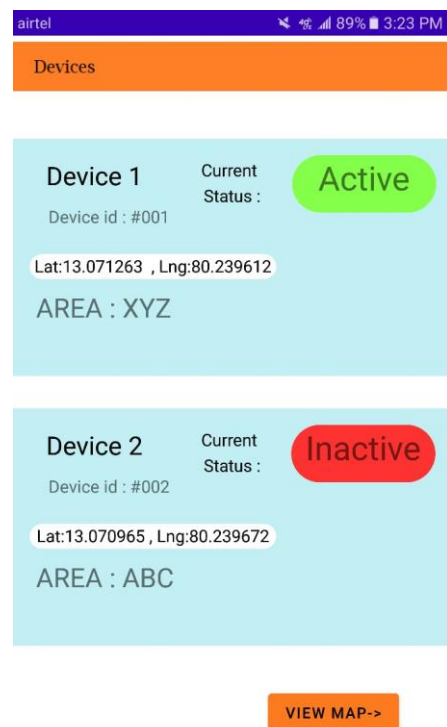 airtel 89% 3:23 PM
Devices
Device 1
Current
Status :
Active
Device id : #001
Lat:13.071263 , Lng:80.239612
AREA : XYZ
Device 2
Current
Status :
Inactive
Device id : #002
Lat:13.070965 , Lng:80.239672
AREA : ABC
VIEW MAP->